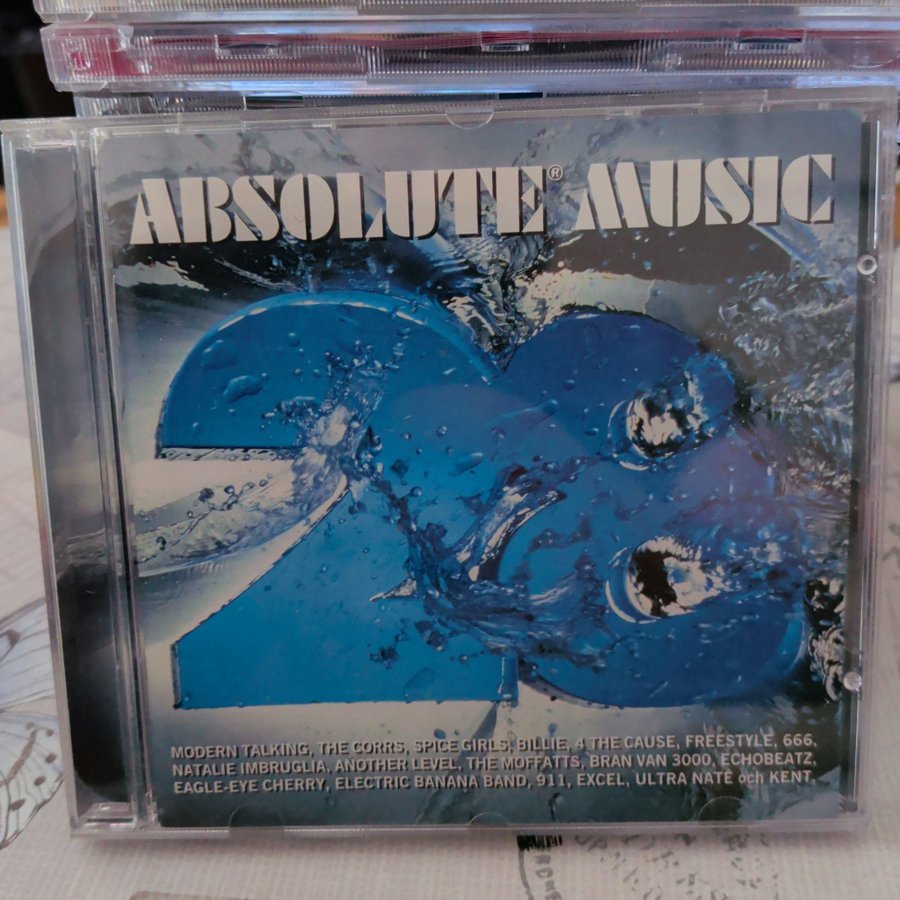 ABSOLUTE® MUSIC
28
MODERN TALKING, THE CORRS, SPICE GIRLS, BILLIE, 4 THE CAUSE, FREESTYLE, 666,
NATALIE IMBRUGLIA, ANOTHER LEVEL, THE MOFFATTS, BRAN VAN 3000, ECHOBEATZ,
EAGLE-EYE CHERRY, ELECTRIC BANANA BAND, 911, EXCEL, ULTRA NATÉ och KENT.